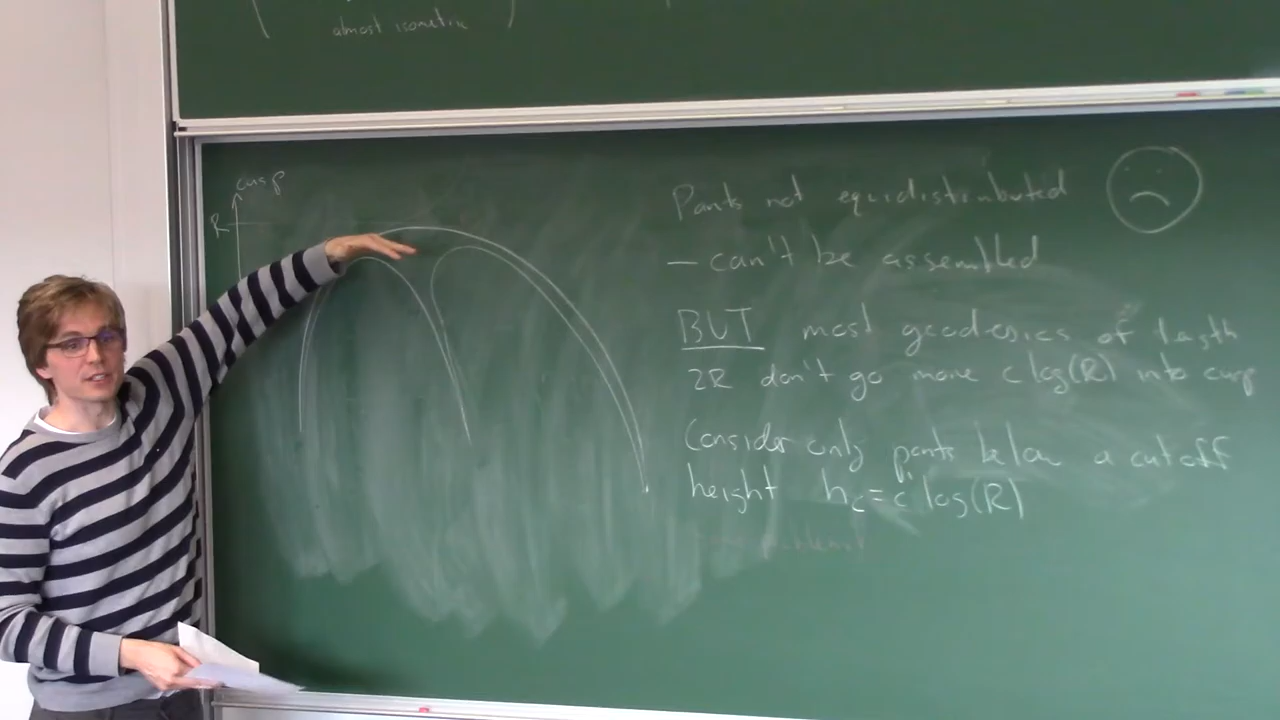 almost isometric
cusp
R
Pants not equidistributed
— can't be assembled
BUT most geodesics of length
2R don't go more c log(R) into cusp
Consider only pants below a cutoff
height h_c = c log(R)